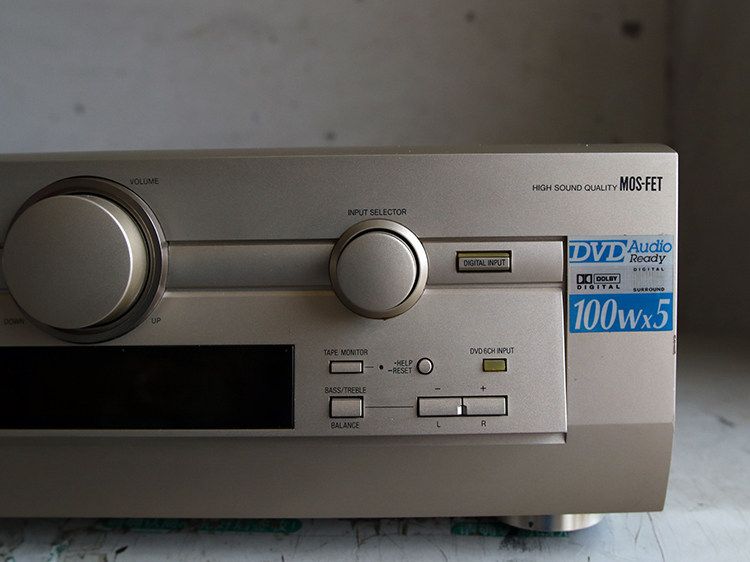 VOLUME
DOWN
UP
HIGH SOUND QUALITY MOS-FET
INPUT SELECTOR
DIGITAL INPUT
DVD Audio
Ready
DIGITAL
DOLBY
DIGITAL SURROUND
100W×5
TAPE MONITOR
-HELP
-RESET
DVD 6CH INPUT
BASS/TREBLE
- +
BALANCE
L R